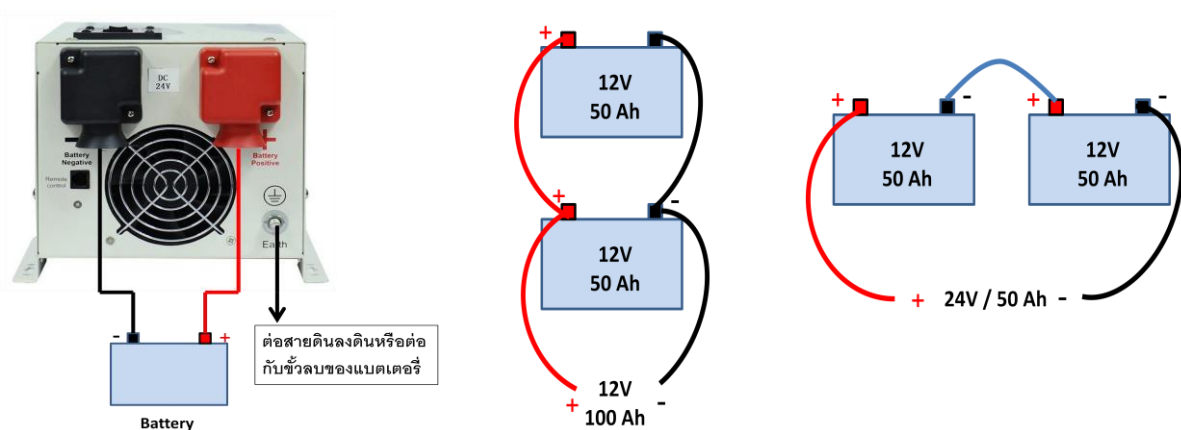 DC
24V
Battery
Negative
Battery
Positive
Remote
control
Earth
- +
ต่อสายดินลงดินหรือต่อ
กับขั้วลบของแบตเตอรี่
Battery
+
12V
50 Ah
+ -
12V
50 Ah
12V
+ 100 Ah -
+ - + -
12V
50 Ah
12V
50 Ah
+ 24V / 50 Ah -